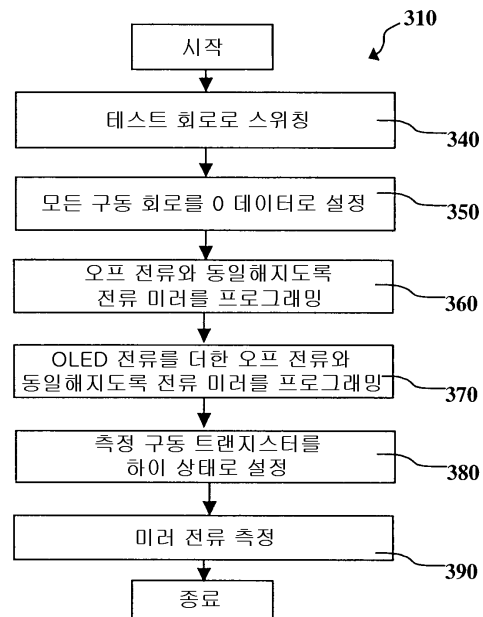 310
시작
테스트 회로로 스위칭
340
모든 구동 회로를 0 데이터로 설정
350
오프 전류와 동일해지도록
전류 미러를 프로그래밍
360
OLED 전류를 더한 오프 전류와
동일해지도록 전류 미러를 프로그래밍
370
측정 구동 트랜지스터를
하이 상태로 설정
380
미러 전류 측정
390
종료